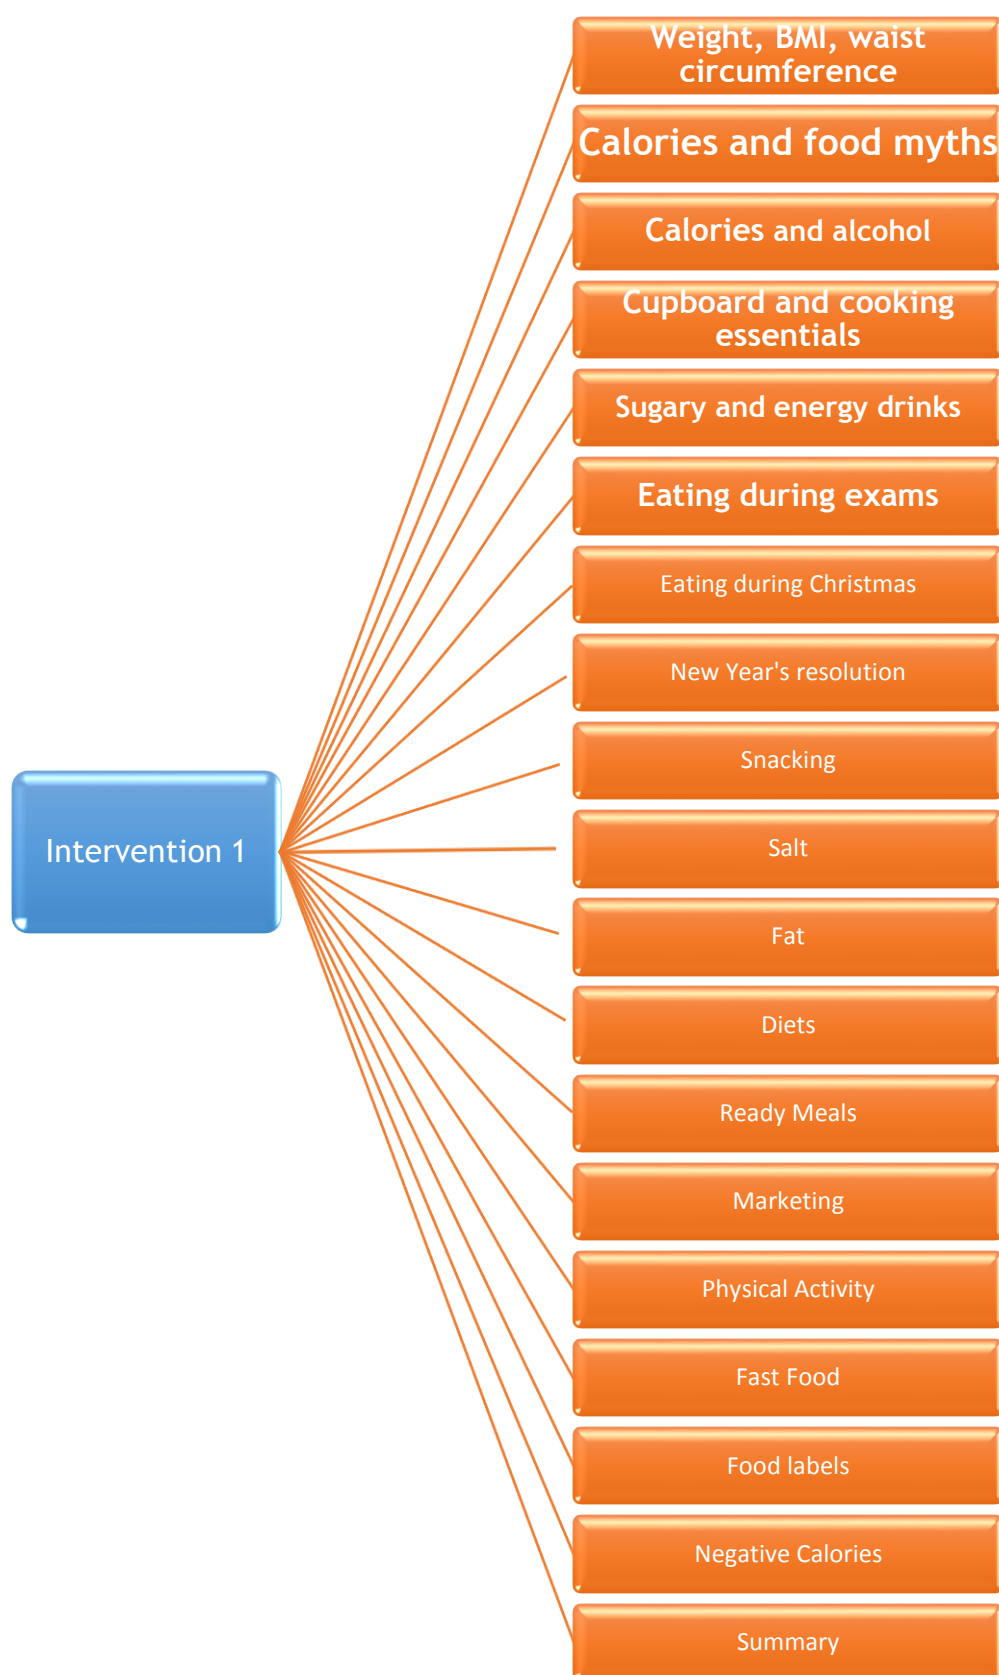 Weight, BMI, waist
circumference
Calories and food myths
Calories and alcohol
Cupboard and cooking
essentials
Sugary and energy drinks
Eating during exams
Eating during Christmas
New Year's resolution
Snacking
Intervention 1
Salt
Fat
Diets
Ready Meals
Marketing
Physical Activity
Fast Food
Food labels
Negative Calories
Summary